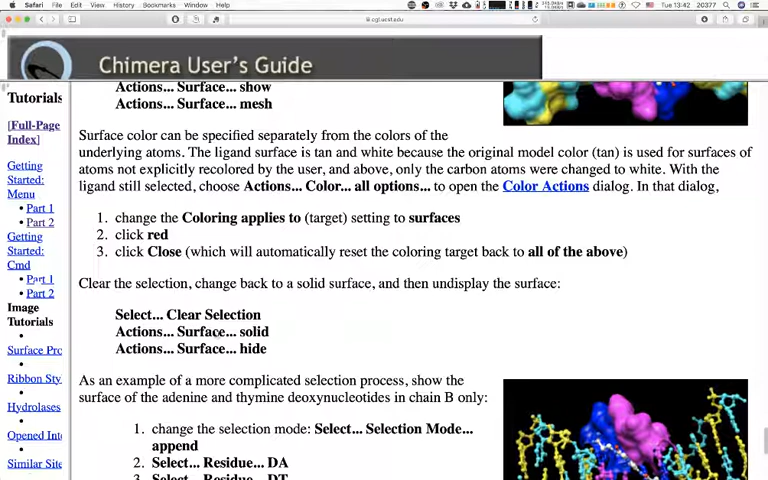 Safari File Edit View History Bookmarks Window Help
Tue 13:42 20377
cgl.ucsf.edu
Chimera User's Guide
Tutorials
[Full-Page
Index]
Getting
Started:
Menu
• Part 1
• Part 2
Getting
Started:
Cmd
• Part 1
• Part 2
Image
Tutorials
•
Surface Pro
•
Ribbon Sty
•
Hydrolases
•
Opened Int
•
Similar Site
Actions... Surface... show
Actions... Surface... mesh
Surface color can be specified separately from the colors of the
underlying atoms. The ligand surface is tan and white because the original model color (tan) is used for surfaces of
atoms not explicitly recolored by the user, and above, only the carbon atoms were changed to white. With the
ligand still selected, choose Actions... Color... all options... to open the Color Actions dialog. In that dialog,
1. change the Coloring applies to (target) setting to surfaces
2. click red
3. click Close (which will automatically reset the coloring target back to all of the above)
Clear the selection, change back to a solid surface, and then undisplay the surface:
Select... Clear Selection
Actions... Surface... solid
Actions... Surface... hide
As an example of a more complicated selection process, show the
surface of the adenine and thymine deoxynucleotides in chain B only:
1. change the selection mode: Select... Selection Mode...
append
2. Select... Residue... DA
3. Select... Residue... DT